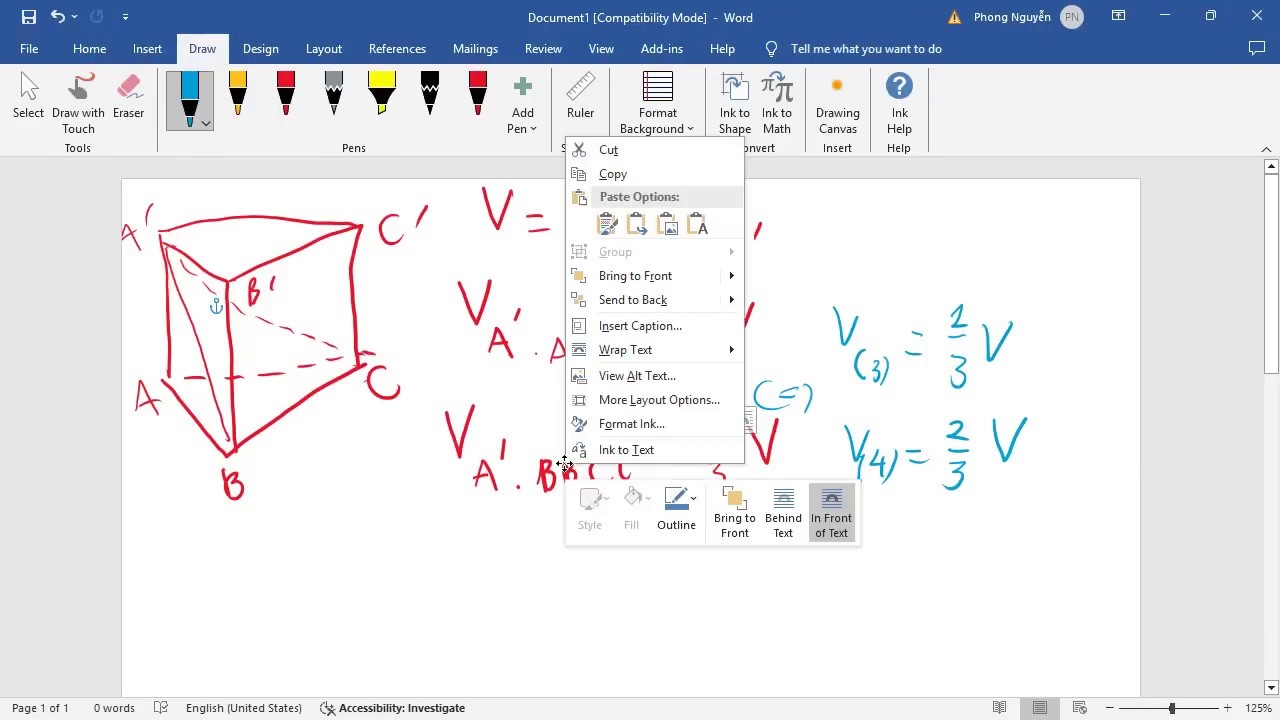 Document1 [Compatibility Mode] - Word
Phong Nguyễn PN
File Home Insert Draw Design Layout References Mailings Review View Add-ins Help Tell me what you want to do
Select Draw with Touch Eraser Add Pen Ruler Format Background Ink to Shape Ink to Math Drawing Canvas Ink Help
Tools Pens Insert Help
Cut
Copy
Paste Options:
Group
Bring to Front
Send to Back
Insert Caption...
Wrap Text
View Alt Text...
More Layout Options...
Format Ink...
Ink to Text
Style Fill Outline Bring to Front Behind Text In Front of Text
A' C' V =
B'
V A'. A
V(3) = 2/3 V
A C
V A'. BB'
3 V
V(4) = 2/3 V
B
Page 1 of 1 0 words English (United States) Accessibility: Investigate 125%